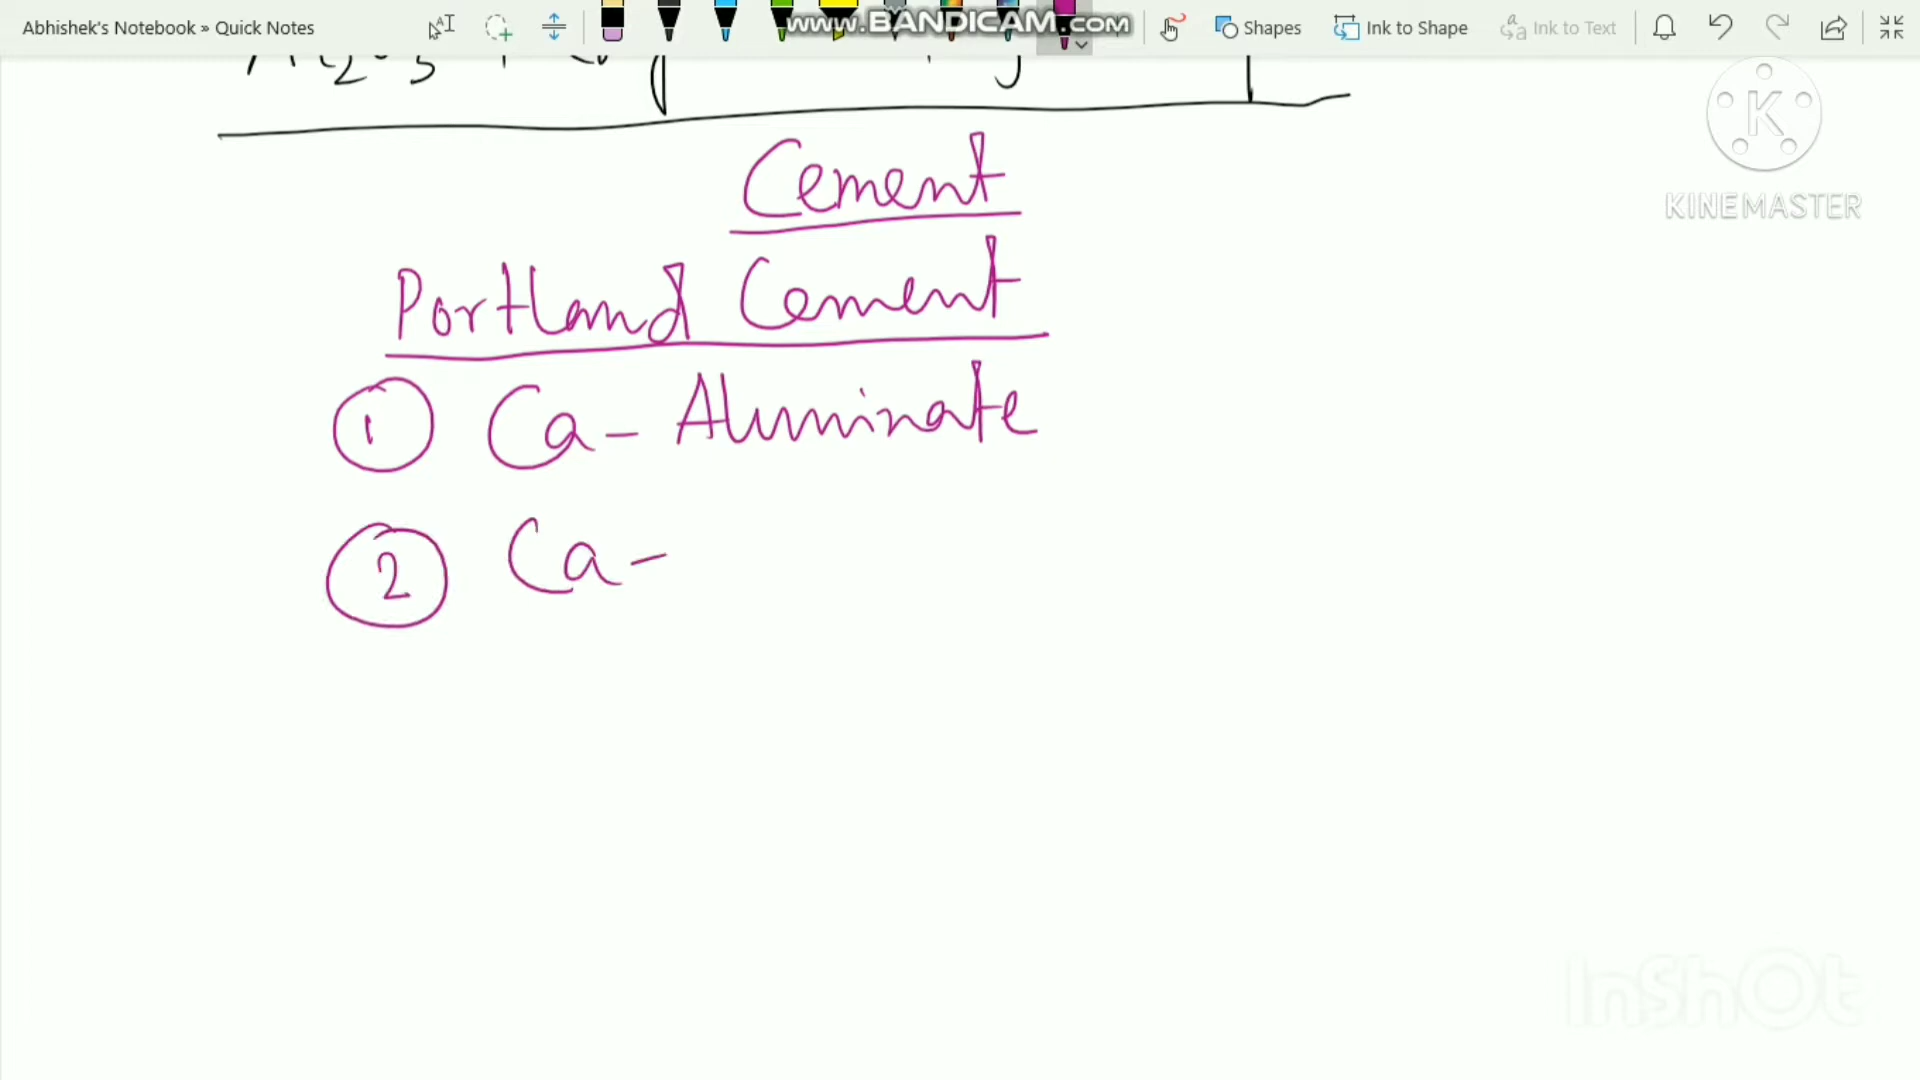 Abhishek's Notebook » Quick Notes
www.BANDICAM.com
Shapes
Ink to Shape
Ink to Text
K
KINEMASTER
Cement
Portland Cement
① Ca - Aluminate
② Ca -
InShOt